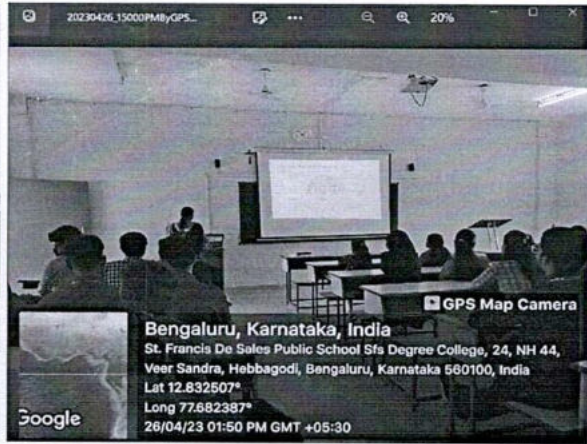 20230426_15000PMByGPS...
20%
GPS Map Camera
Bengaluru, Karnataka, India
St. Francis De Sales Public School Sfs Degree College, 24, NH 44,
Veer Sandra, Hebbagodi, Bengaluru, Karnataka 560100, India
Lat 12.832507°
Long 77.682387°
26/04/23 01:50 PM GMT +05:30
Google